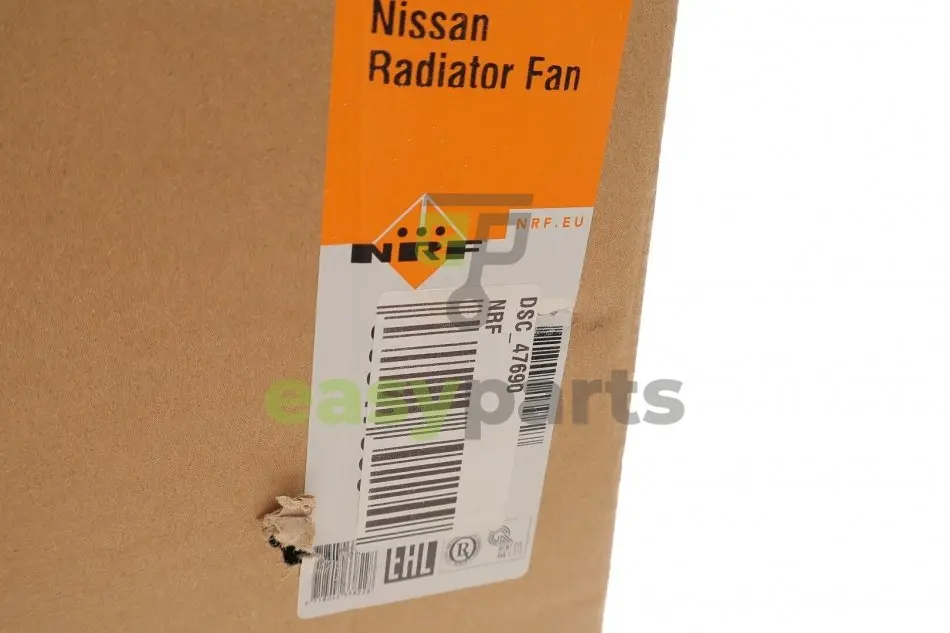 Nissan
Radiator Fan
NRF.EU
NRF
DSC_47690
NRF
easyparts
EHL
R